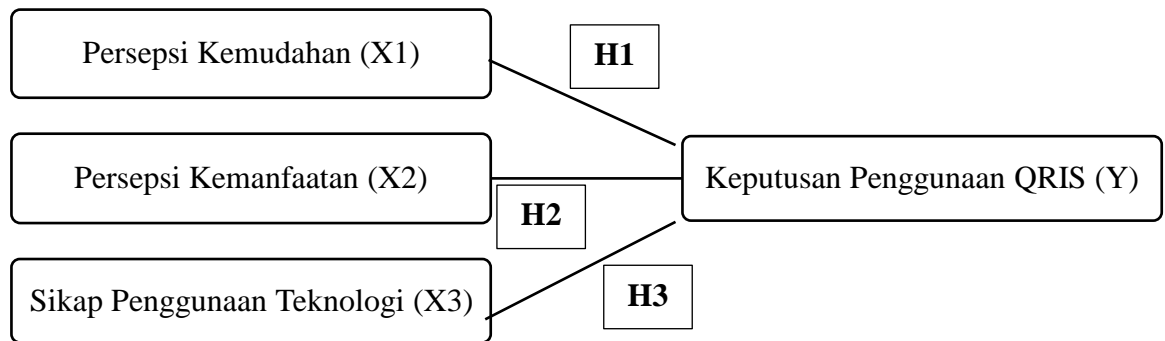 Persepsi Kemudahan (X1)
H1
Persepsi Kemanfaatan (X2)
Keputusan Penggunaan QRIS (Y)
H2
Sikap Penggunaan Teknologi (X3)
H3